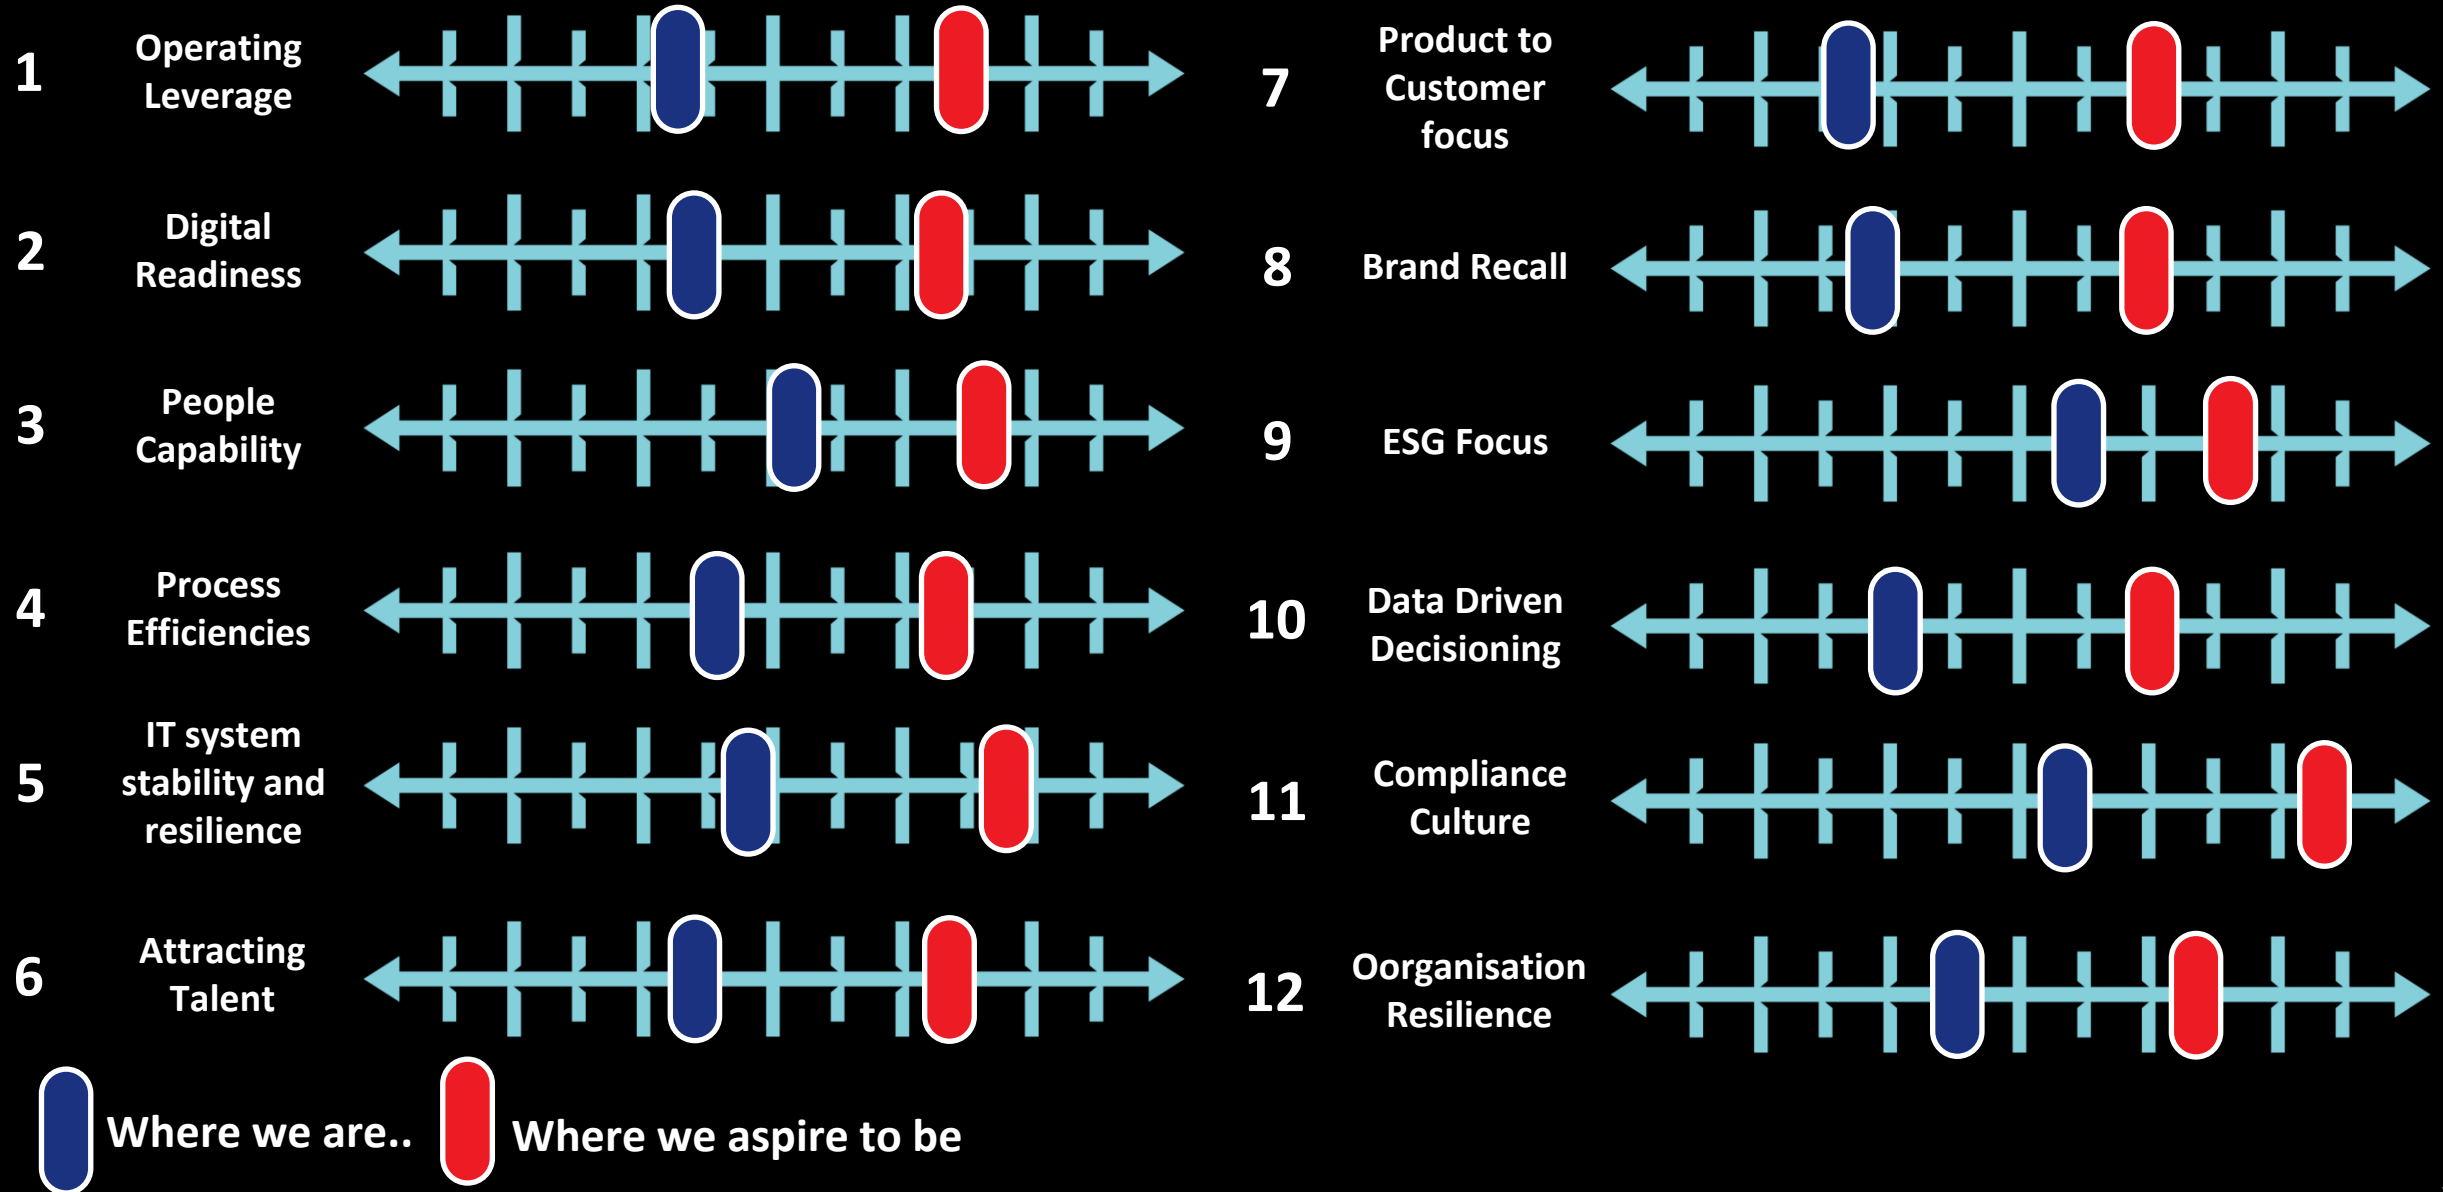 1
Operating
Leverage
2
Digital
Readiness
3
People
Capability
4
Process
Efficiencies
5
IT system
stability and
resilience
6
Attracting
Talent
7
Product to
Customer
focus
8
Brand Recall
9
ESG Focus
10
Data Driven
Decisioning
11
Compliance
Culture
12
Oorganisation
Resilience
Where we are..
Where we aspire to be